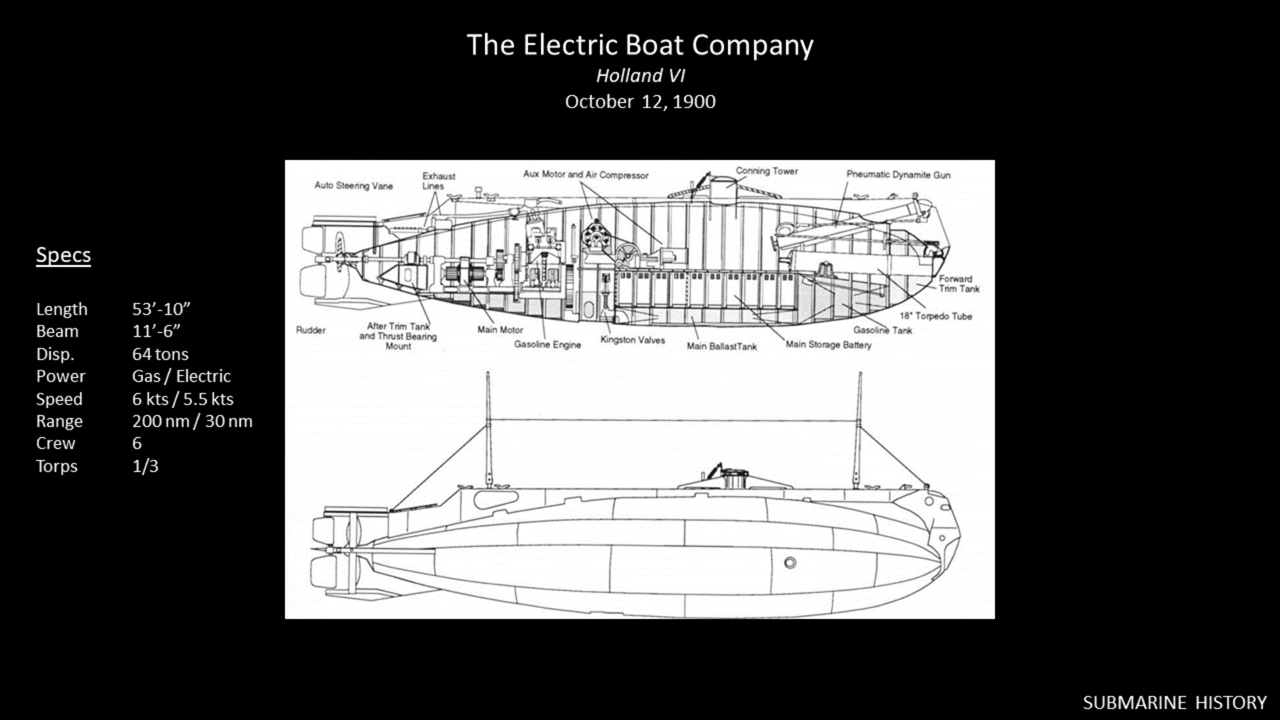 The Electric Boat Company
Holland VI
October 12, 1900
Aux Motor and Air Compressor
Conning Tower
Pneumatic Dynamite Gun
Exhaust
Lines
Auto Steering Vane
Specs
Length 53’-10”
Beam 11’-6”
Disp. 64 tons
Power Gas / Electric
Speed 6 kts / 5.5 kts
Range 200 nm / 30 nm
Crew 6
Torps 1/3
Forward
Trim Tank
18" Torpedo Tube
Gasoline Tank
Rudder
After Trim Tank
and Thrust Bearing
Mount
Main Motor
Gasoline Engine
Kingston Valves
Main BallastTank
Main Storage Battery
SUBMARINE HISTORY